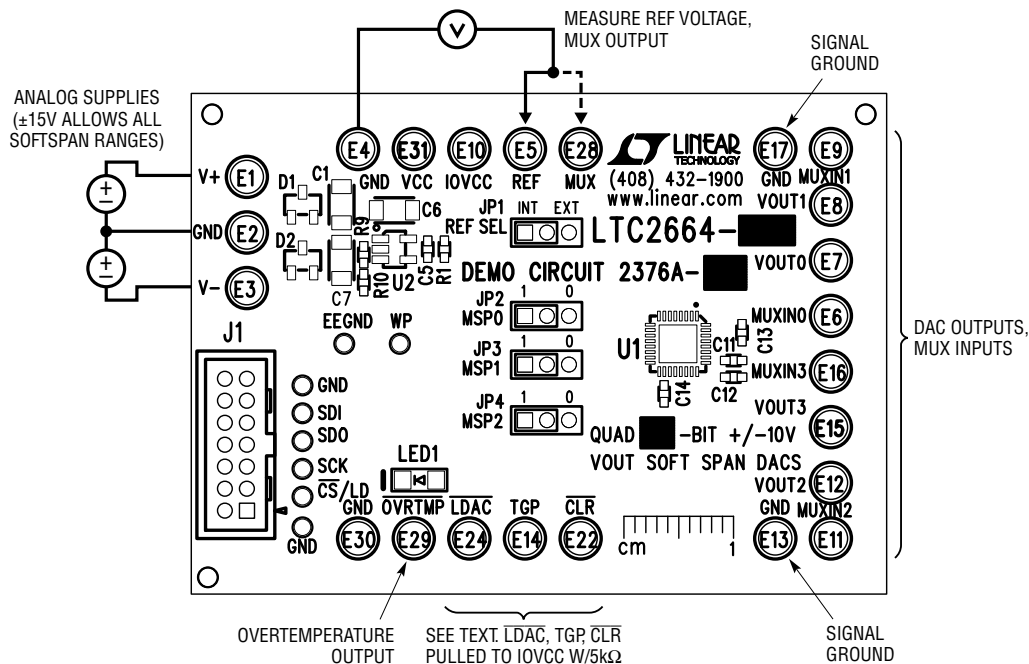 MEASURE REF VOLTAGE,
MUX OUTPUT
V
SIGNAL
GROUND
ANALOG SUPPLIES
(±15V ALLOWS ALL
SOFTSPAN RANGES)
E4 E31 E10 E5 E28 LINEAR TECHNOLOGY E17 E9
GND VCC IOVCC REF MUX (408) 432-1900 GND MUXIN1
www.linear.com
V+ E1
D1 C1 C6
JP1 INT EXT
REF SEL
LTC2664-
VOUT1 E8
GND E2
D2 R9 C7 R10 U2 C5 R1
DEMO CIRCUIT 2376A-
VOUT0 E7
V- E3
EEGND WP
JP2 1 0
MSP0
MUXIN0 E6
DAC OUTPUTS,
MUX INPUTS
J1
U1 C11 C13
JP3 1 0
MSP1
C12 C14
MUXIN3 E16
GND
SDI
SDO
SCK
CS/LD
GND
JP4 1 0
MSP2
VOUT3 E15
QUAD -BIT +/-10V
VOUT SOFT SPAN DACS
LED1
VOUT2 E12
GND OVRTMP LDAC TGP CLR
GND MUXIN2
E30 E29 E24 E14 E22
cm 1
E13 E11
OVERTEMPERATURE
OUTPUT
SEE TEXT. LDAC, TGP, CLR
PULLED TO IOVCC W/5kΩ
SIGNAL
GROUND